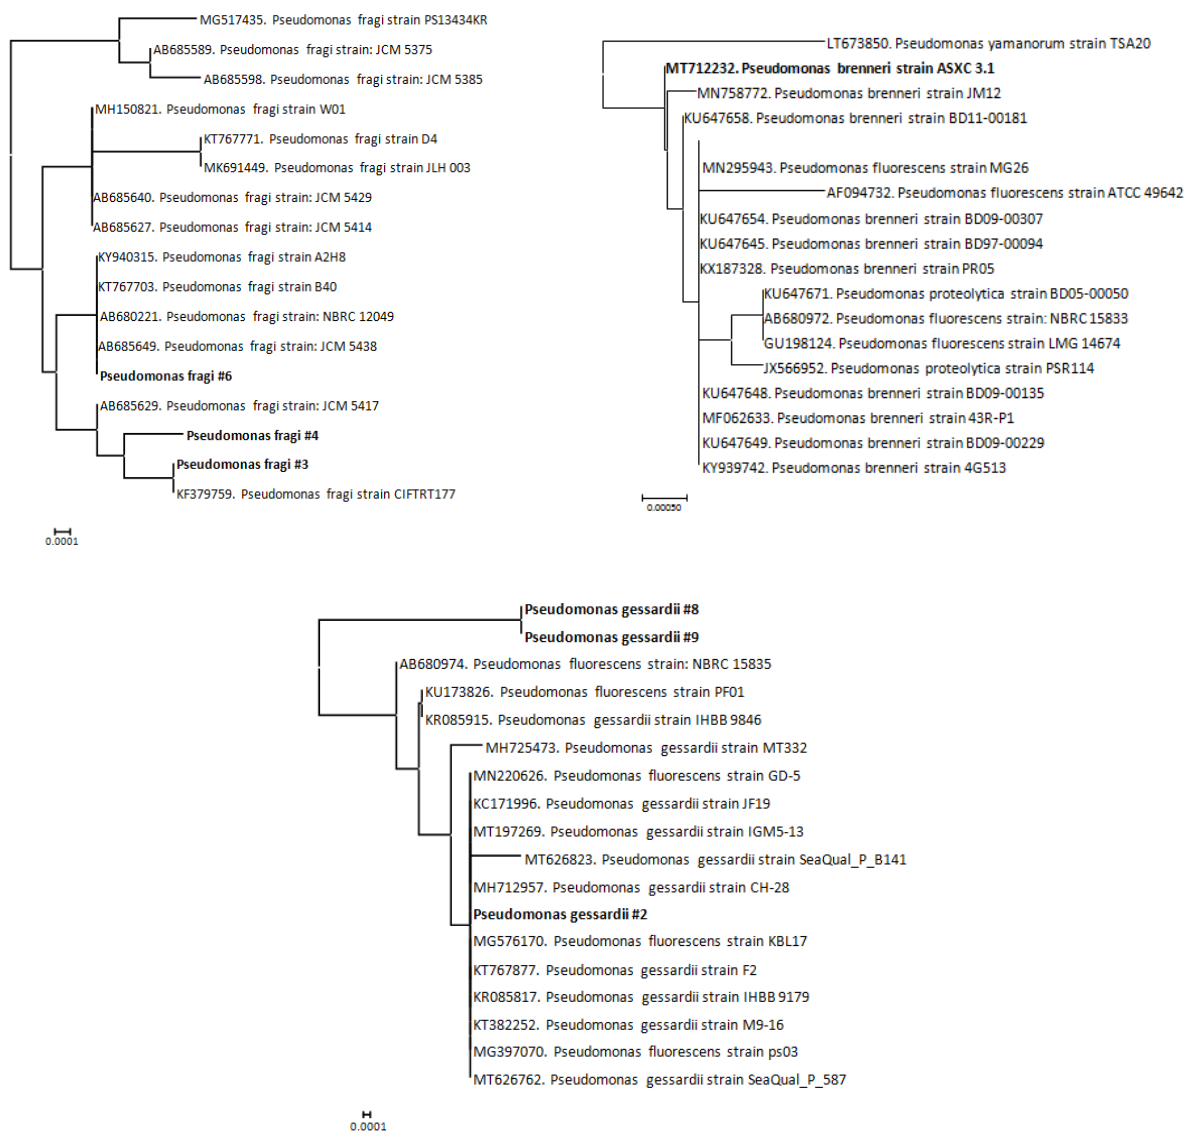 MG517435. Pseudomonas fragi strain PS13434KR
AB685589. Pseudomonas fragi strain: JCM 5375
AB685598. Pseudomonas fragi strain: JCM 5385
MH150821. Pseudomonas fragi strain W01
KT767771. Pseudomonas fragi strain D4
MK691449. Pseudomonas fragi strain JLH 003
AB685640. Pseudomonas fragi strain: JCM 5429
AB685627. Pseudomonas fragi strain: JCM 5414
KY940315. Pseudomonas fragi strain A2H8
KT767703. Pseudomonas fragi strain B40
AB680221. Pseudomonas fragi strain: NBRC 12049
AB685649. Pseudomonas fragi strain: JCM 5438
Pseudomonas fragi #6
AB685629. Pseudomonas fragi strain: JCM 5417
Pseudomonas fragi #4
Pseudomonas fragi #3
KF379759. Pseudomonas fragi strain CIFTRT177
0.0001
LT673850. Pseudomonas yamanorum strain TSA20
MT712232. Pseudomonas brenneri strain ASXC 3.1
MN758772. Pseudomonas brenneri strain JM12
KU647658. Pseudomonas brenneri strain BD11-00181
MN295943. Pseudomonas fluorescens strain MG26
AF094732. Pseudomonas fluorescens strain ATCC 49642
KU647654. Pseudomonas brenneri strain BD09-00307
KU647645. Pseudomonas brenneri strain BD97-00094
KX187328. Pseudomonas brenneri strain PR05
KU647671. Pseudomonas proteolytica strain BD05-00050
AB680972. Pseudomonas fluorescens strain: NBRC 15833
GU198124. Pseudomonas fluorescens strain LMG 14674
JX566952. Pseudomonas proteolytica strain PSR114
KU647648. Pseudomonas brenneri strain BD09-00135
MF062633. Pseudomonas brenneri strain 43R-P1
KU647649. Pseudomonas brenneri strain BD09-00229
KY939742. Pseudomonas brenneri strain 4G513
0.00050
Pseudomonas gessardii #8
Pseudomonas gessardii #9
AB680974. Pseudomonas fluorescens strain: NBRC 15835
KU173826. Pseudomonas fluorescens strain PF01
KR085915. Pseudomonas gessardii strain IHBB 9846
MH725473. Pseudomonas gessardii strain MT332
MN220626. Pseudomonas fluorescens strain GD-5
KC171996. Pseudomonas gessardii strain JF19
MT197269. Pseudomonas gessardii strain IGM5-13
MT626823. Pseudomonas gessardii strain SeaQual_P_B141
MH712957. Pseudomonas gessardii strain CH-28
Pseudomonas gessardii #2
MG576170. Pseudomonas fluorescens strain KBL17
KT767877. Pseudomonas gessardii strain F2
KR085817. Pseudomonas gessardii strain IHBB 9179
KT382252. Pseudomonas gessardii strain M9-16
MG397070. Pseudomonas fluorescens strain ps03
MT626762. Pseudomonas gessardii strain SeaQual_P_587
0.0001